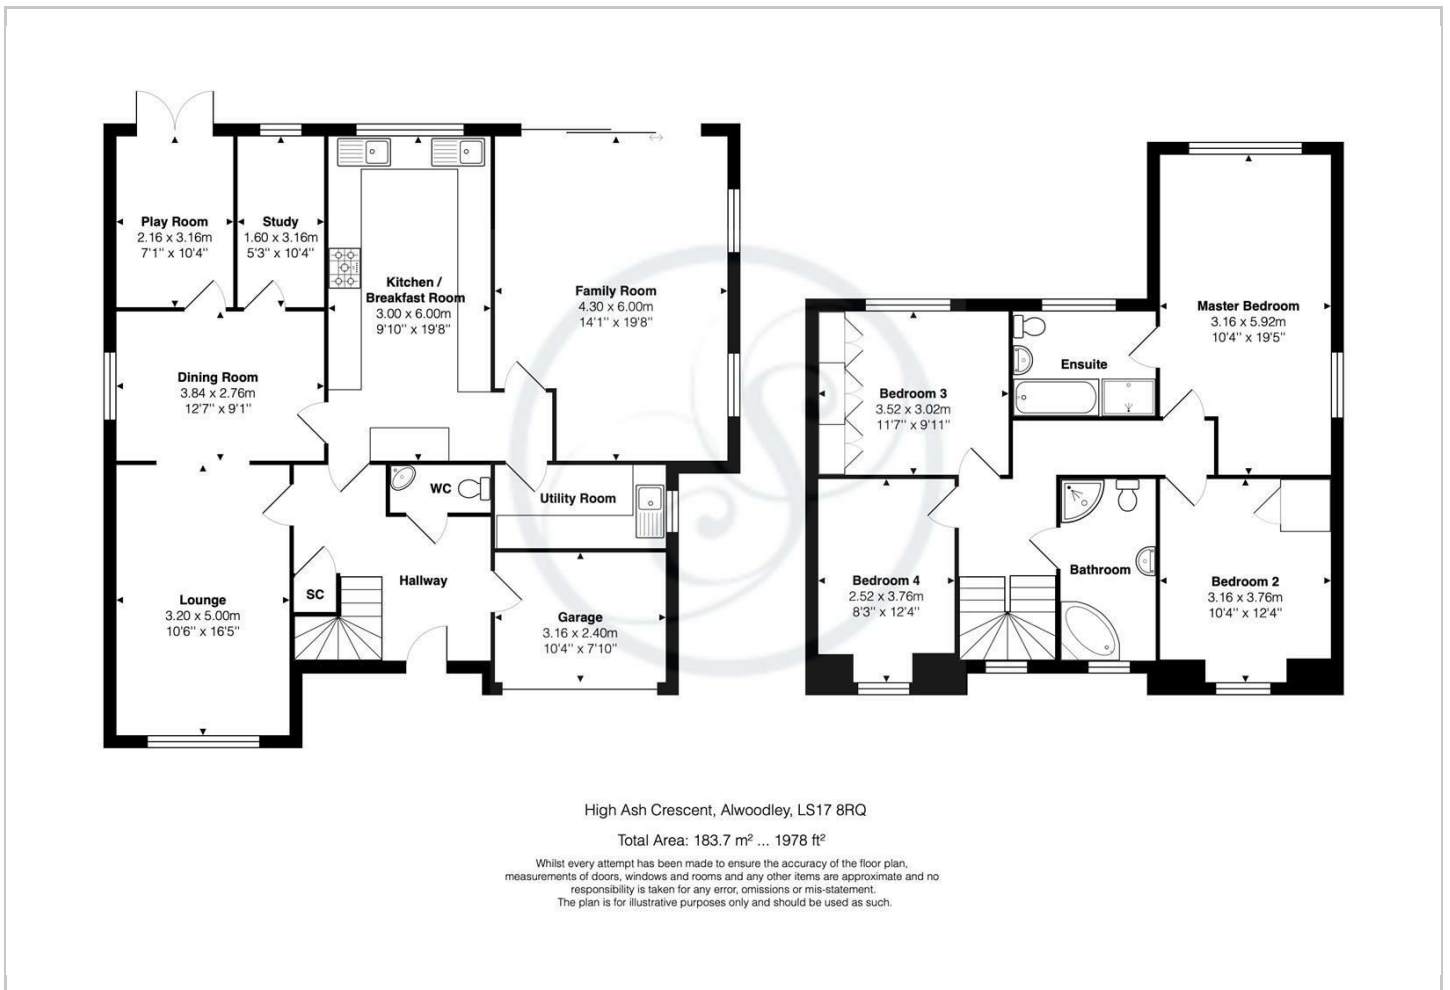 Play Room
2.16 x 3.16m
7'1" x 10'4"
Study
1.60 x 3.16m
5'3" x 10'4"
Kitchen /
Breakfast Room
3.00 x 6.00m
9'10" x 19'8"
Family Room
4.30 x 6.00m
14'1" x 19'8"
Dining Room
3.84 x 2.76m
12'7" x 9'1"
WC
Utility Room
Lounge
3.20 x 5.00m
10'6" x 16'5"
SC
Hallway
Garage
3.16 x 2.40m
10'4" x 7'10"
Master Bedroom
3.16 x 5.92m
10'4" x 19'5"
Ensuite
Bedroom 3
3.52 x 3.02m
11'7" x 9'11"
Bedroom 4
2.52 x 3.76m
8'3" x 12'4"
Bathroom
Bedroom 2
3.16 x 3.76m
10'4" x 12'4"
High Ash Crescent, Alwoodley, LS17 8RQ
Total Area: 183.7 m² ... 1978 ft²
Whilst every attempt has been made to ensure the accuracy of the floor plan,
measurements of doors, windows and rooms and any other items are approximate and no
responsibility is taken for any error, omissions or mis-statement.
The plan is for illustrative purposes only and should be used as such.